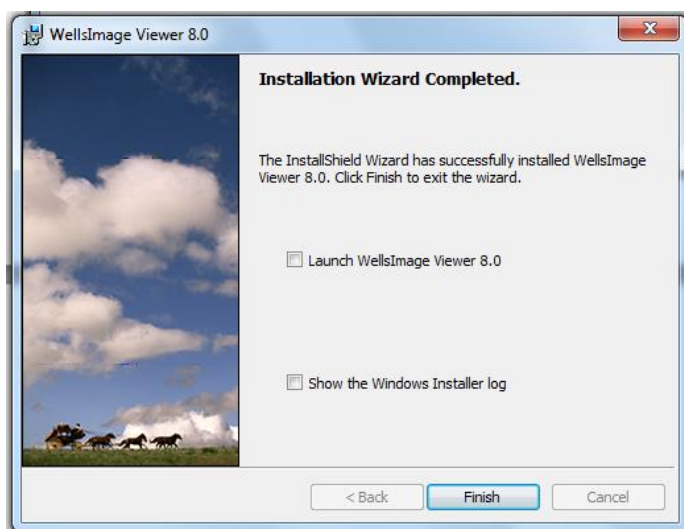 WellsImage Viewer 8.0
Installation Wizard Completed.
The InstallShield Wizard has successfully installed WellsImage
Viewer 8.0. Click Finish to exit the wizard.
Launch WellsImage Viewer 8.0
Show the Windows Installer log
< Back Finish Cancel